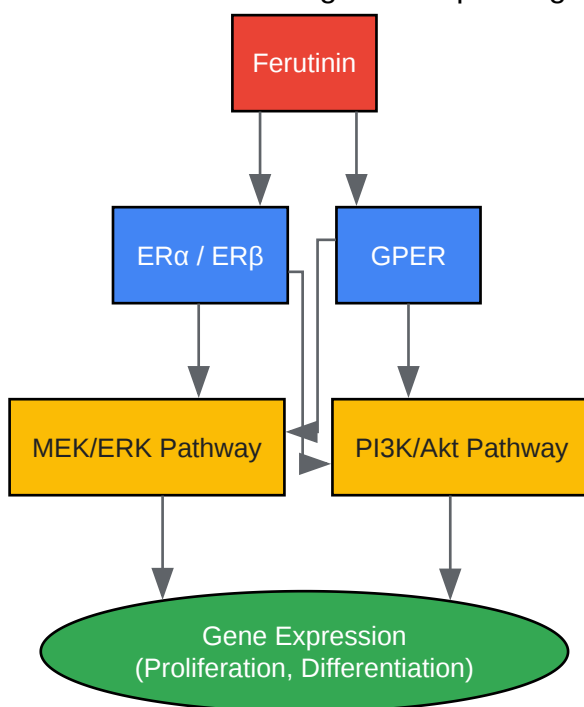 Ferutinin
ERα / ERβ
GPER
MEK/ERK Pathway
PI3K/Akt Pathway
Gene Expression
(Proliferation, Differentiation)